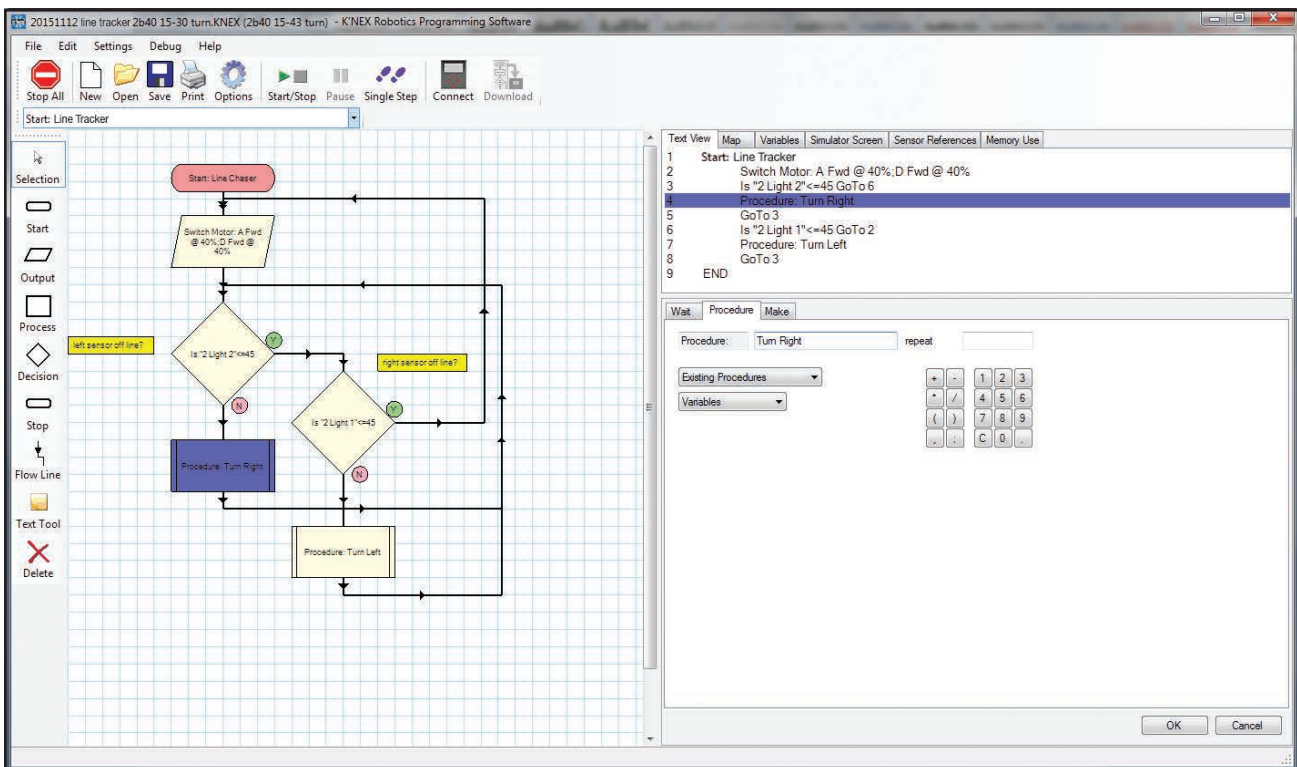 20151112 line tracker 2b40 15-30 turn.KNEX (2b40 15-43 turn) - K'NEX Robotics Programming Software
File Edit Settings Debug Help
Stop All New Open Save Print Options Start/Stop Pause Single Step Connect Download
Start: Line Tracker
Selection
Start
Output
Process
Decision
Stop
Flow Line
Text Tool
Delete
Start: Line Chaser
Switch Motor: A Fwd
@ 40%;D Fwd @
40%
left sensor off line?
Is "2 Light 2"<=45
Y
N
right sensor off line?
Is "2 Light 1"<=45
Y
N
Procedure: Turn Right
Procedure: Turn Left
Text View Map Variables Simulator Screen Sensor References Memory Use
1 Start: Line Tracker
2 Switch Motor: A Fwd @ 40%;D Fwd @ 40%
3 Is "2 Light 2"<=45 GoTo 6
4 Procedure: Turn Right
5 GoTo 3
6 Is "2 Light 1"<=45 GoTo 2
7 Procedure: Turn Left
8 GoTo 3
9 END
Wait Procedure Make
Procedure: Turn Right repeat
Existing Procedures
Variables
+ - 1 2 3
* / 4 5 6
( ) 7 8 9
, ; C 0 .
OK Cancel